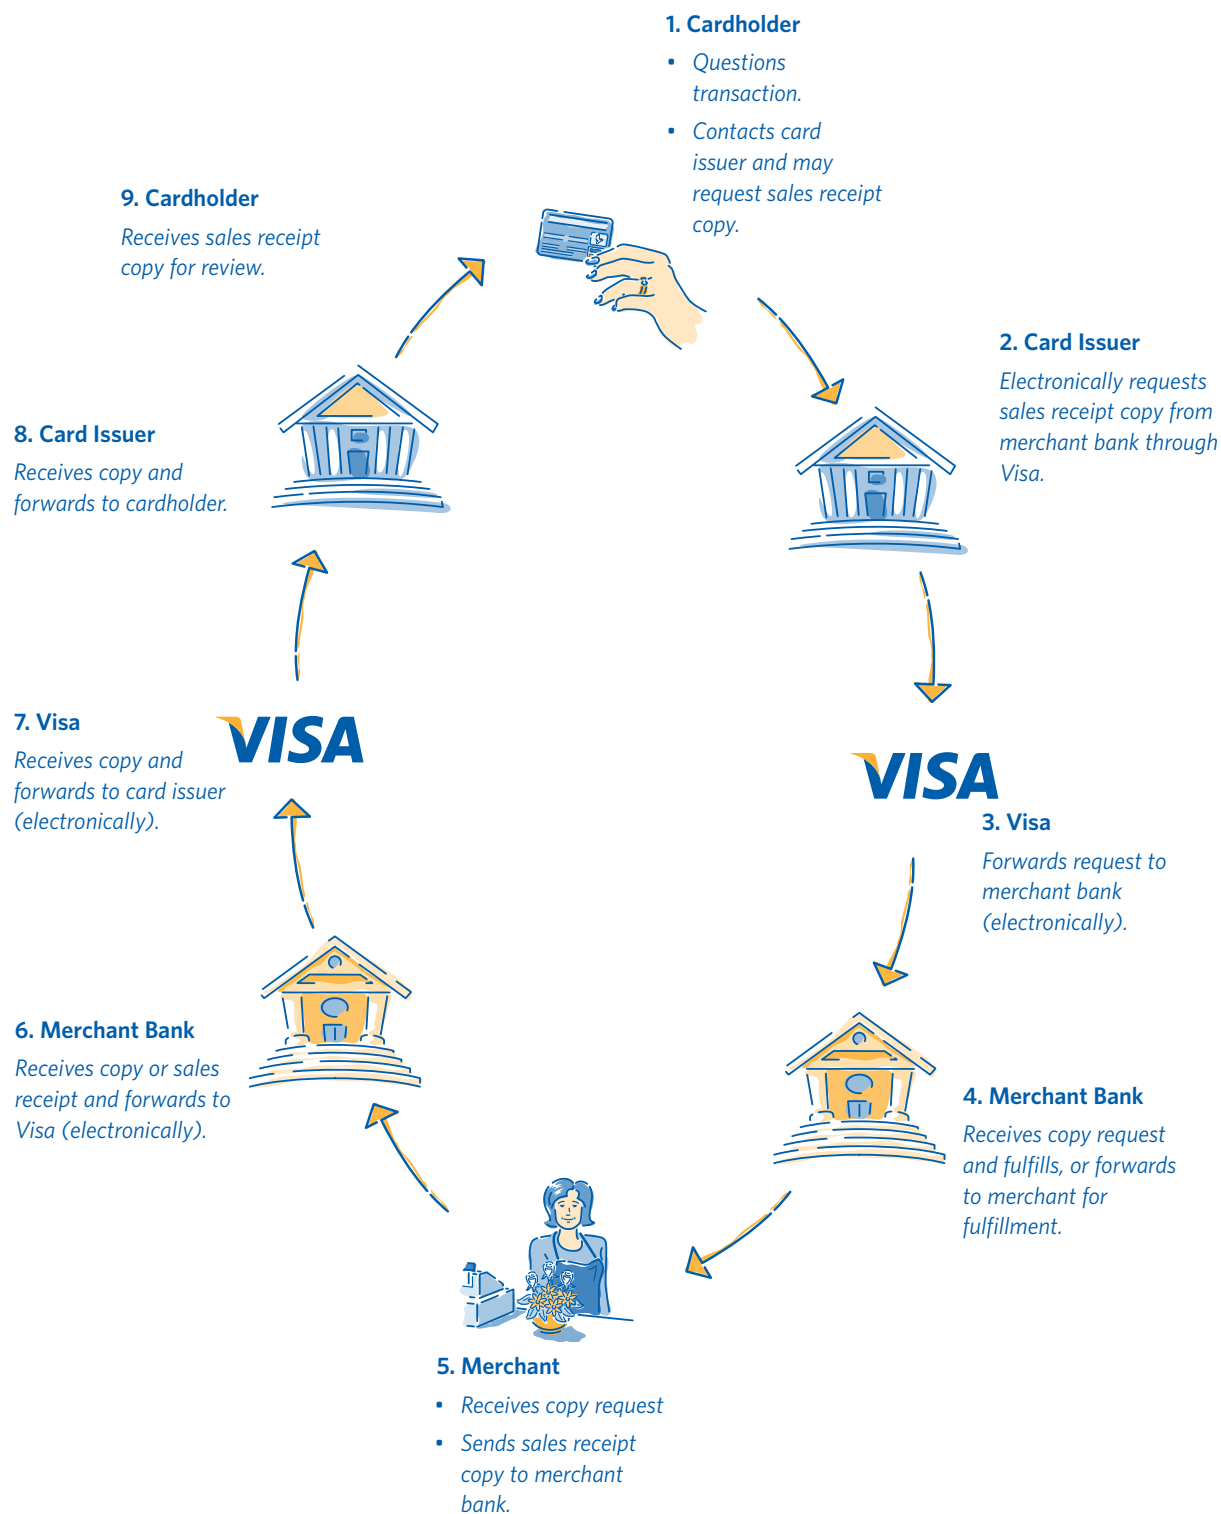 1. Cardholder
• Questions
transaction.
• Contacts card
issuer and may
request sales receipt
copy.
2. Card Issuer
Electronically requests
sales receipt copy from
merchant bank through
Visa.
VISA
3. Visa
Forwards request to
merchant bank
(electronically).
4. Merchant Bank
Receives copy request
and fulfills, or forwards
to merchant for
fulfillment.
5. Merchant
• Receives copy request
• Sends sales receipt
copy to merchant
bank.
6. Merchant Bank
Receives copy or sales
receipt and forwards to
Visa (electronically).
7. Visa
VISA
Receives copy and
forwards to card issuer
(electronically).
8. Card Issuer
Receives copy and
forwards to cardholder.
9. Cardholder
Receives sales receipt
copy for review.